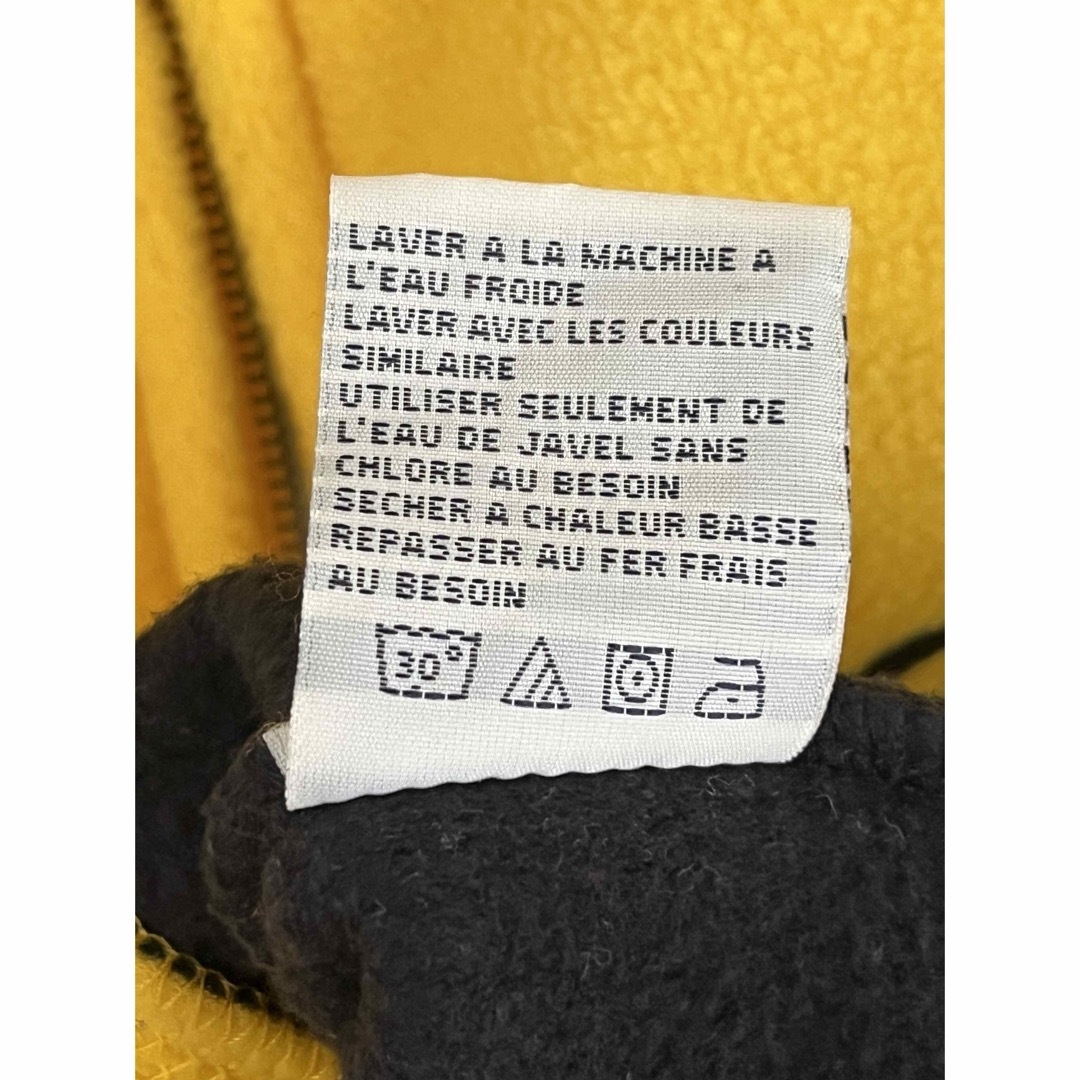 LAVER A LA MACHINE A
L'EAU FROIDE
LAVER AVEC LES COULEURS
SIMILAIRE
UTILISER SEULEMENT DE
L'EAU DE JAVEL SANS
CHLORE AU BESOIN
SECHER A CHALEUR BASSE
REPASSER AU FER FRAIS
AU BESOIN
30°